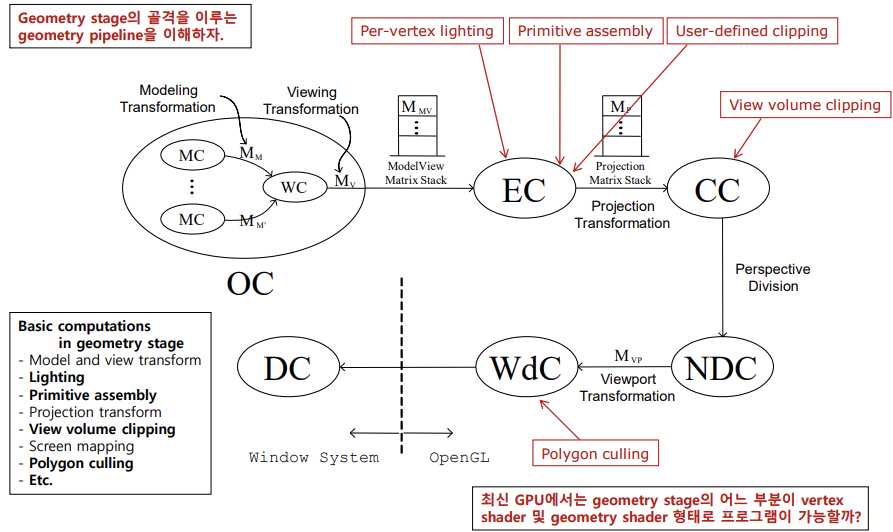 Geometry stage의 골격을 이루는
geometry pipeline을 이해하자.
Per-vertex lighting
Primitive assembly
User-defined clipping
View volume clipping
Modeling
Transformation
Viewing
Transformation
MC
M M
⋮
MC
M M'
WC
M V
OC
M MV
⋮
ModelView
Matrix Stack
EC
M P
⋮
Projection
Matrix Stack
Projection
Transformation
CC
Perspective
Division
NDC
M VP
Viewport
Transformation
WdC
Polygon culling
DC
Window System
OpenGL
Basic computations
in geometry stage
- Model and view transform
- Lighting
- Primitive assembly
- Projection transform
- View volume clipping
- Screen mapping
- Polygon culling
- Etc.
최신 GPU에서는 geometry stage의 어느 부분이 vertex
shader 및 geometry shader 형태로 프로그램이 가능할까?